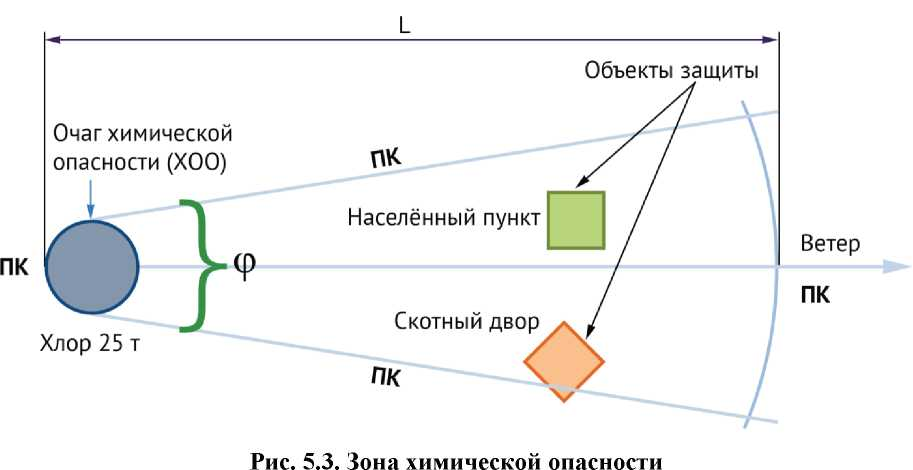 L
Объекты защиты
Очаг химической
опасности (ХОО)
ПК
Населённый пункт
Ветер
ПК
φ
ПК
Скотный двор
Хлор 25 т
ПК
Рис. 5.3. Зона химической опасности